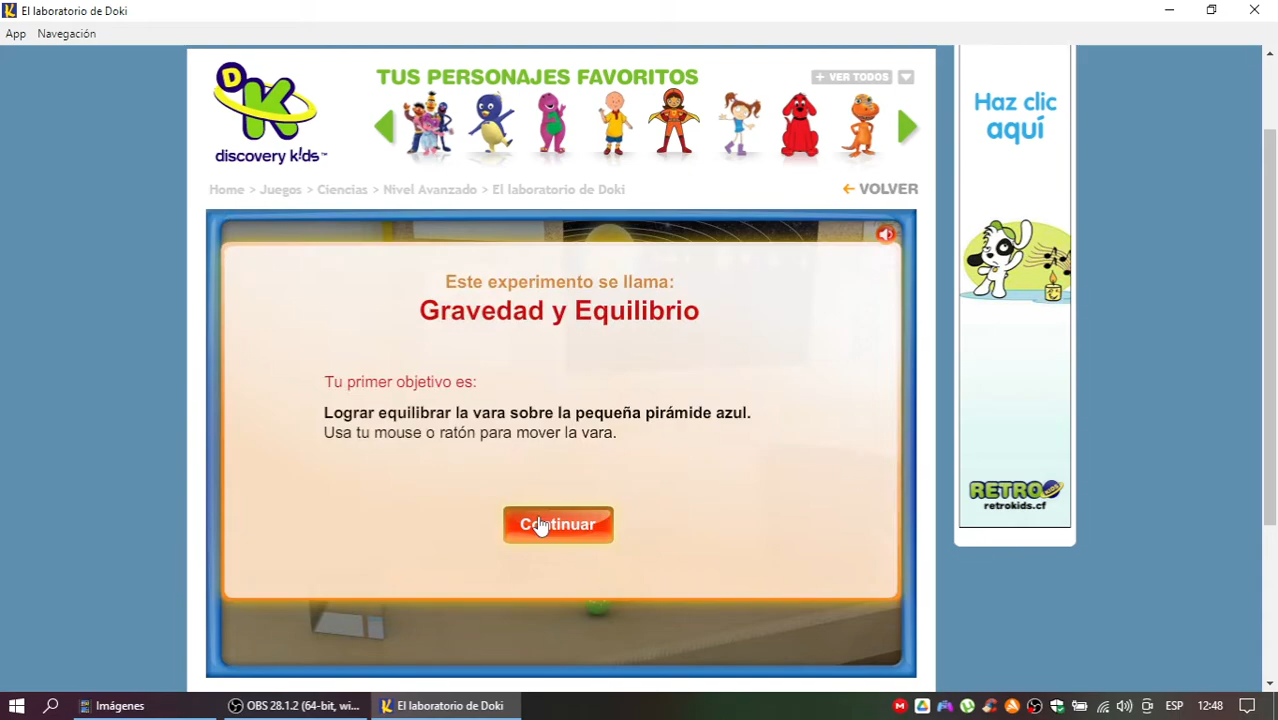 El laboratorio de Doki
App Navegación
DK
discovery k!ds™
TUS PERSONAJES FAVORITOS
+ VER TODOS
Home > Juegos > Ciencias > Nivel Avanzado > El laboratorio de Doki
VOLVER
Este experimento se llama:
Gravedad y Equilibrio
Tu primer objetivo es:
Lograr equilibrar la vara sobre la pequeña pirámide azul.
Usa tu mouse o ratón para mover la vara.
Continuar
Haz clic
aquí
RETRO
retrokids.cf
Imágenes
OBS 28.1.2 (64-bit, wi...
El laboratorio de Doki
ESP
12:48